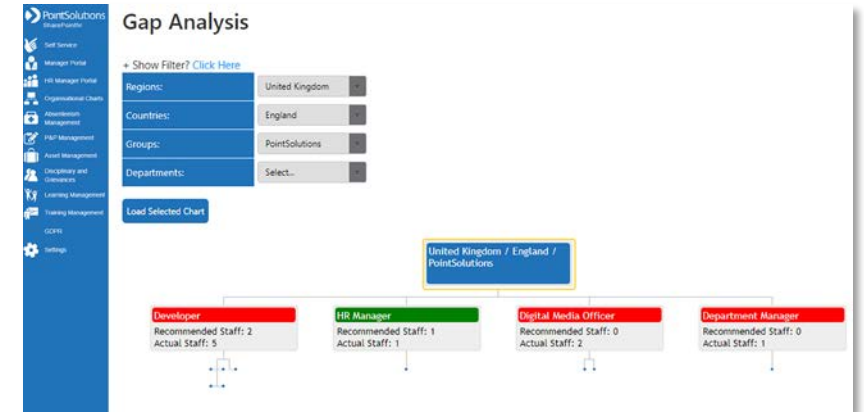 PointSolutions
SharePointhr
Gap Analysis
Self Service
Manager Portal
HR Manager Portal
Organisational Charts
Absenteeism
Management
P&P Management
Asset Management
Disciplinary and
Grievances
Learning Management
Training Management
GDPR
Settings
+ Show Filter? Click Here
Regions: United Kingdom
Countries: England
Groups: PointSolutions
Departments: Select...
Load Selected Chart
United Kingdom / England /
PointSolutions
Developer
Recommended Staff: 2
Actual Staff: 5
HR Manager
Recommended Staff: 1
Actual Staff: 1
Digital Media Officer
Recommended Staff: 0
Actual Staff: 2
Department Manager
Recommended Staff: 0
Actual Staff: 1